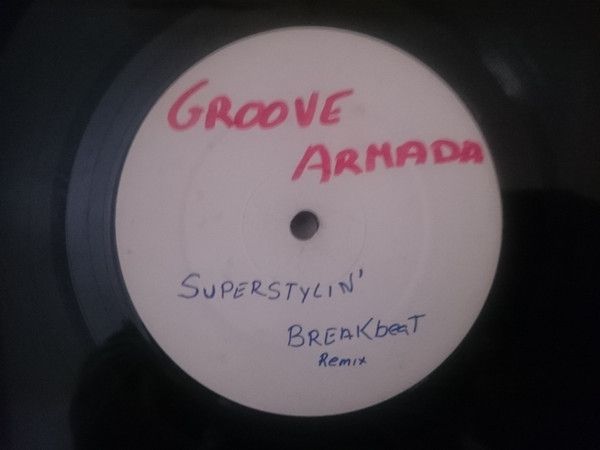 GROOVE
ARMADA
SUPERSTYLIN'
BREAKbeaT
Remix